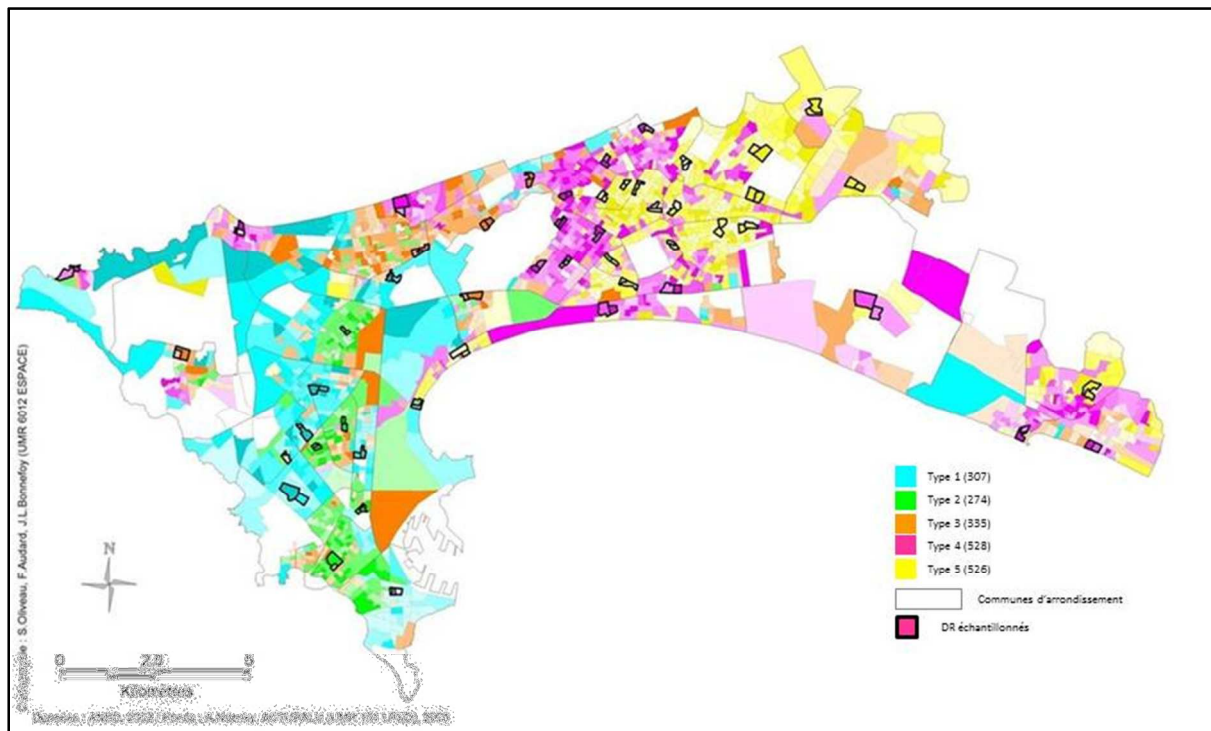 Type 1 (307)
Type 2 (274)
Type 3 (335)
Type 4 (528)
Type 5 (526)
Communes d'arrondissement
DR échantillonnés
N
0 2.0 5
Kilomètres
: S.Oliveau, F.Audard, J.L.Bonnefoy (UMR 6012 ESPACE)